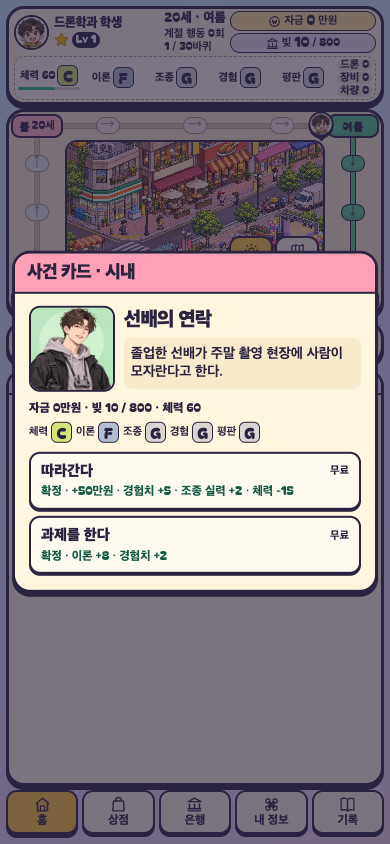 드론학과 학생
Lv 1
20세 · 여름
계절 행동 0회
1 / 30바퀴
자금 0 만원
빚 10 / 800
체력 60 C
이론 F
조종 G
경험 G
평판 G
드론 0
장비 0
차량 0
봄 20세
여름
사건 카드 · 시내
선배의 연락
졸업한 선배가 주말 촬영 현장에 사람이
모자란다고 한다.
자금 0만원 · 빚 10 / 800 · 체력 60
체력 C 이론 F 조종 G 경험 G 평판 G
따라간다 무료
확정 · +50만원 · 경험치 +5 · 조종 실력 +2 · 체력 -15
과제를 한다 무료
확정 · 이론 +8 · 경험치 +2
홈
상점
은행
내 정보
기록